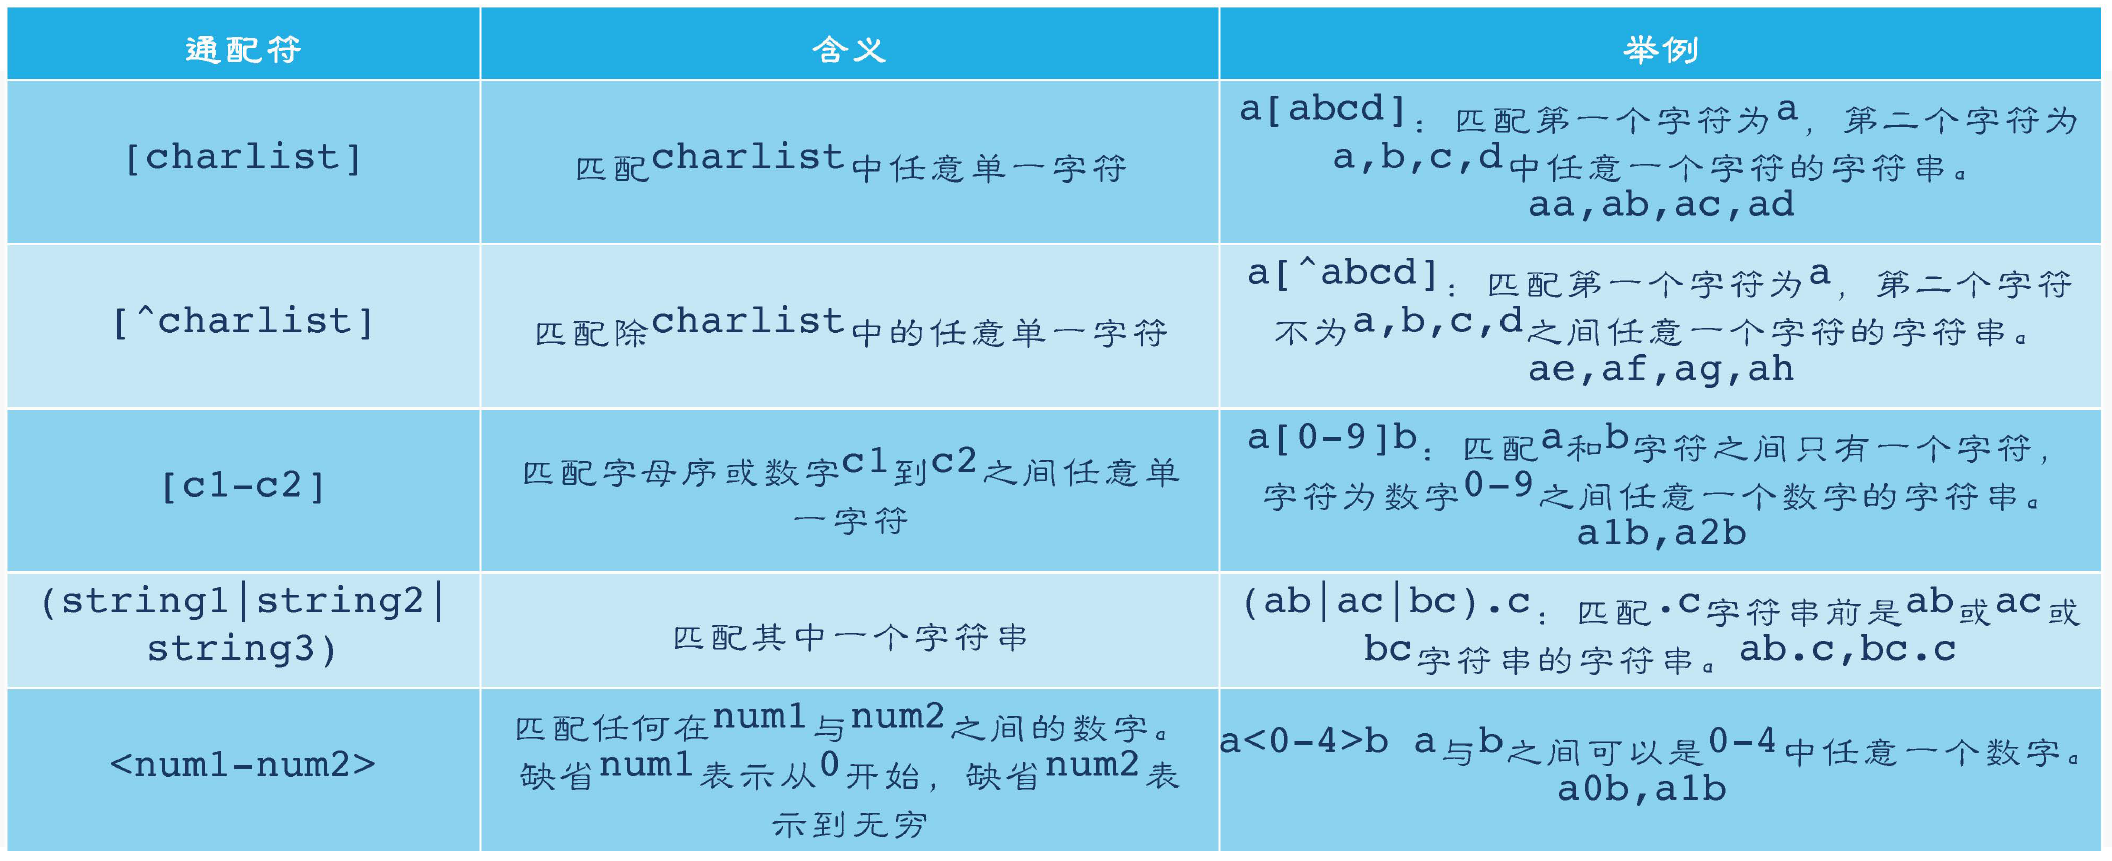 通配符
含义
举例
[charlist]
匹配charlist中任意单一字符
a[abcd]：匹配第一个字符为a，第二个字符为
a,b,c,d中任意一个字符的字符串。
aa,ab,ac,ad
[^charlist]
匹配除charlist中的任意单一字符
a[^abcd]：匹配第一个字符为a，第二个字符
不为a,b,c,d之间任意一个字符的字符串。
ae,af,ag,ah
[c1-c2]
匹配字母序或数字c1到c2之间任意单
一字符
a[0-9]b：匹配a和b字符之间只有一个字符，
字符为数字0-9之间任意一个数字的字符串。
a1b,a2b
(string1|string2|
string3)
匹配其中一个字符串
(ab|ac|bc).c：匹配.c字符串前是ab或ac或
bc字符串的字符串。ab.c,bc.c
<num1-num2>
匹配任何在num1与num2之间的数字。
缺省num1表示从0开始，缺省num2表
示到无穷
a<0-4>b a与b之间可以是0-4中任意一个数字。
a0b,a1b